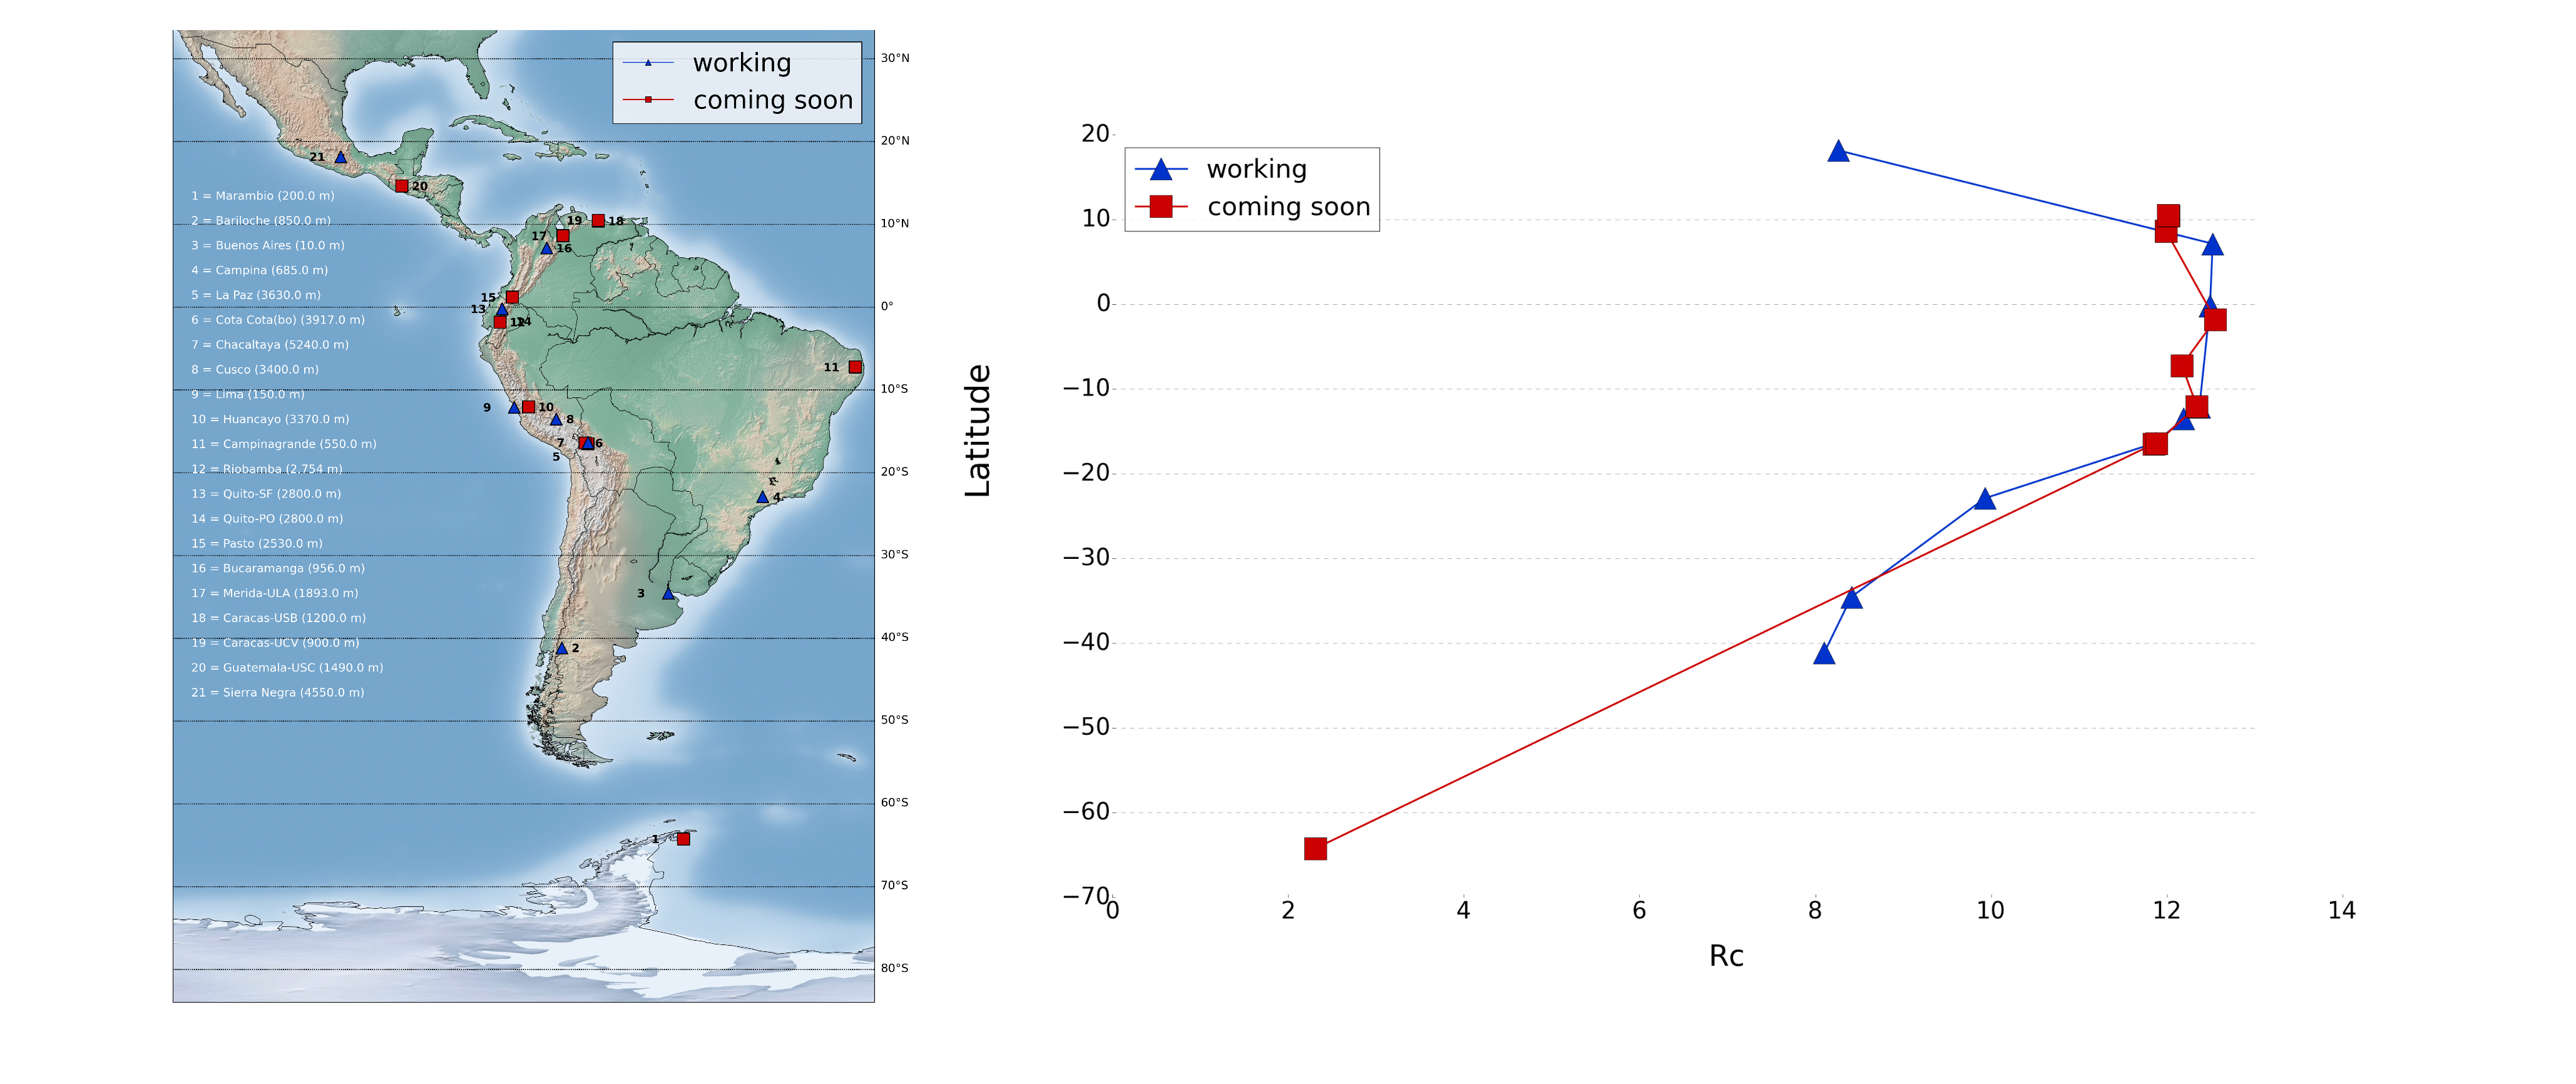 working
coming soon
30°N
20°N
10°N
0°
10°S
20°S
30°S
40°S
50°S
60°S
70°S
80°S
21
20
19
18
17
16
15
13
12
14
11
9
10
8
7
6
5
4
3
2
1
1 = Marambio (200.0 m)
2 = Bariloche (850.0 m)
3 = Buenos Aires (10.0 m)
4 = Campina (685.0 m)
5 = La Paz (3630.0 m)
6 = Cota Cota(bo) (3917.0 m)
7 = Chacaltaya (5240.0 m)
8 = Cusco (3400.0 m)
9 = Lima (150.0 m)
10 = Huancayo (3370.0 m)
11 = Campinagrande (550.0 m)
12 = Riobamba (2.754 m)
13 = Quito-SF (2800.0 m)
14 = Quito-PO (2800.0 m)
15 = Pasto (2530.0 m)
16 = Bucaramanga (956.0 m)
17 = Merida-ULA (1893.0 m)
18 = Caracas-USB (1200.0 m)
19 = Caracas-UCV (900.0 m)
20 = Guatemala-USC (1490.0 m)
21 = Sierra Negra (4550.0 m)
working
coming soon
Latitude
20
10
0
−10
−20
−30
−40
−50
−60
−70
0 2 4 6 8 10 12 14
Rc